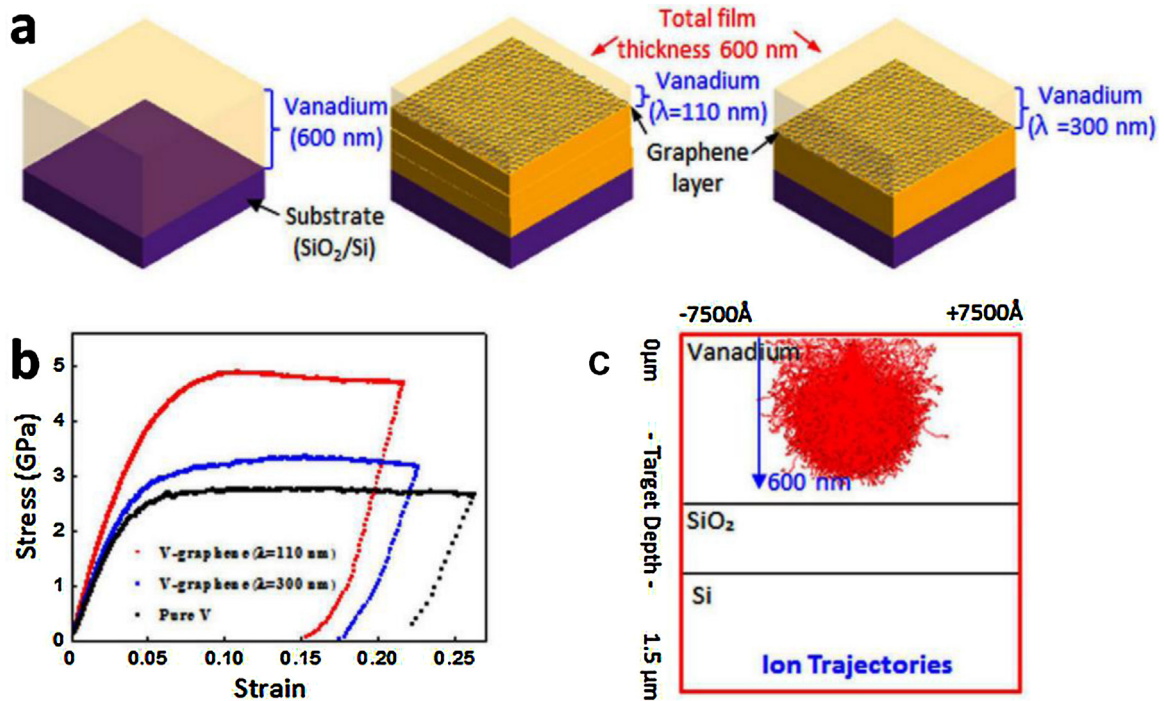 a
Total film
thickness 600 nm
Vanadium
(600 nm)
Vanadium
(λ=110 nm)
Vanadium
(λ =300 nm)
Graphene
layer
Substrate
(SiO₂/Si)
b
Stress (GPa)
5
4
3
2
1
0
V-graphene (λ=110 nm)
V-graphene (λ=300 nm)
Pure V
0 0.05 0.10 0.15 0.20 0.25
Strain
c
-7500Å +7500Å
0μm - Target Depth - 1.5 μm
Vanadium
600 nm
SiO₂
Si
Ion Trajectories